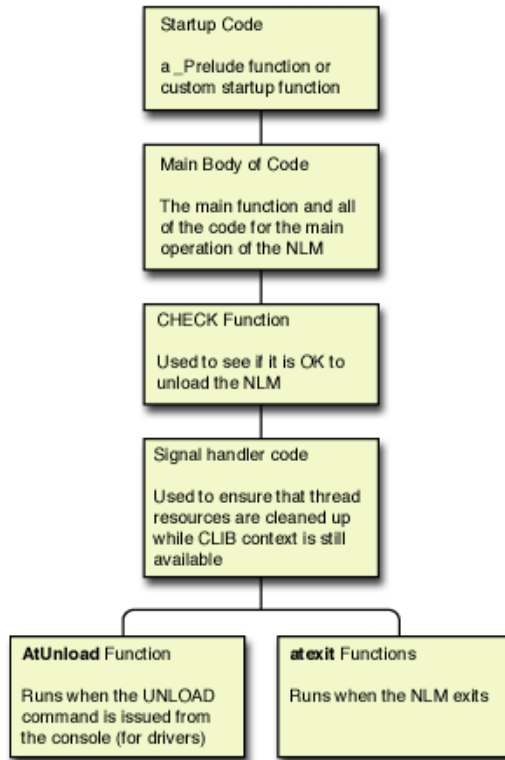 Startup Code
a _Prelude function or
custom startup function
Main Body of Code
The main function and all
of the code for the main
operation of the NLM
CHECK Function
Used to see if it is OK to
unload the NLM
Signal handler code
Used to ensure that thread
resources are cleaned up
while CLIB context is still
available
AtUnload Function
Runs when the UNLOAD
command is issued from
the console (for drivers)
atexit Functions
Runs when the NLM exits